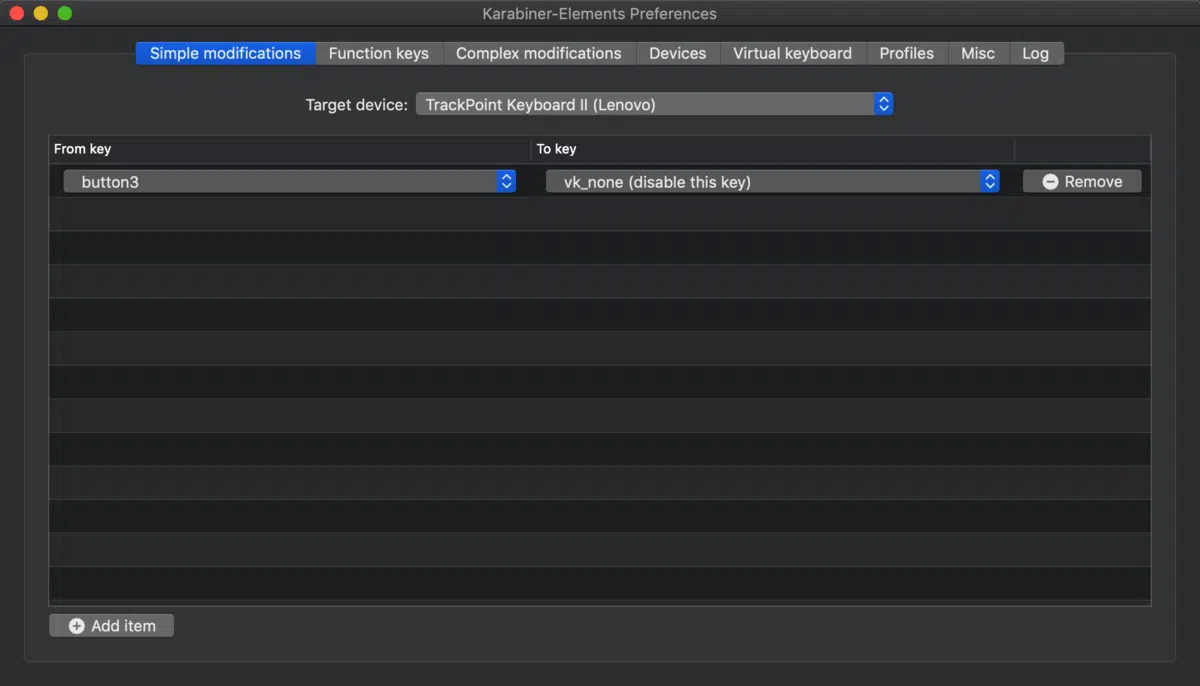 Karabiner-Elements Preferences
Simple modifications Function keys Complex modifications Devices Virtual keyboard Profiles Misc Log
Target device: TrackPoint Keyboard II (Lenovo)
From key To key
button3 vk_none (disable this key) Remove
Add item